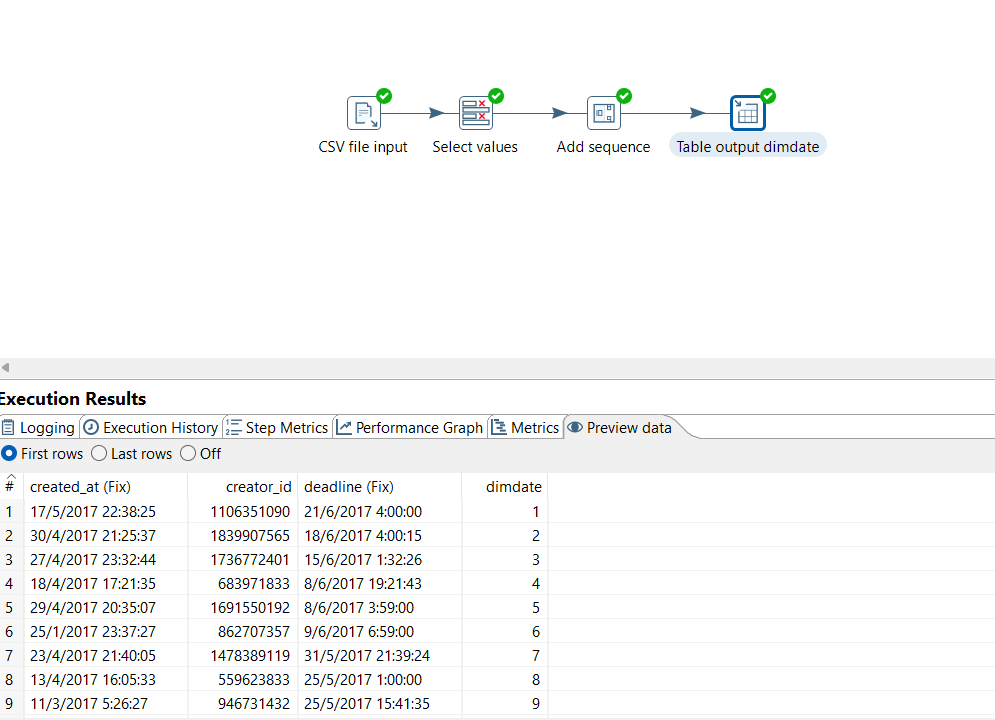 CSV file input Select values Add sequence Table output dimdate
Execution Results
Logging Execution History Step Metrics Performance Graph Metrics Preview data
First rows Last rows Off
# created_at (Fix) creator_id deadline (Fix) dimdate
1 17/5/2017 22:38:25 1106351090 21/6/2017 4:00:00 1
2 30/4/2017 21:25:37 1839907565 18/6/2017 4:00:15 2
3 27/4/2017 23:32:44 1736772401 15/6/2017 1:32:26 3
4 18/4/2017 17:21:35 683971833 8/6/2017 19:21:43 4
5 29/4/2017 20:35:07 1691550192 8/6/2017 3:59:00 5
6 25/1/2017 23:37:27 862707357 9/6/2017 6:59:00 6
7 23/4/2017 21:40:05 1478389119 31/5/2017 21:39:24 7
8 13/4/2017 16:05:33 559623833 25/5/2017 1:00:00 8
9 11/3/2017 5:26:27 946731432 25/5/2017 15:41:35 9